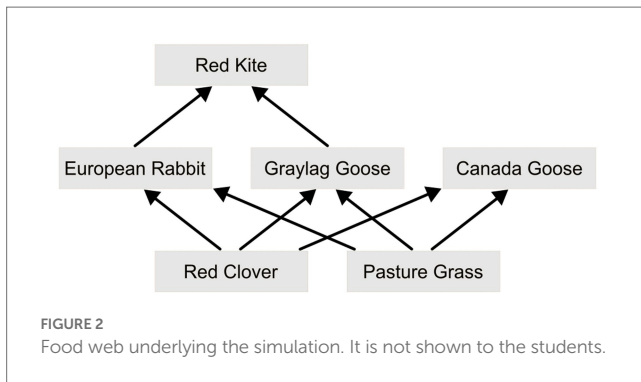 Red Kite
European Rabbit
Graylag Goose
Canada Goose
Red Clover
Pasture Grass
FIGURE 2
Food web underlying the simulation. It is not shown to the students.